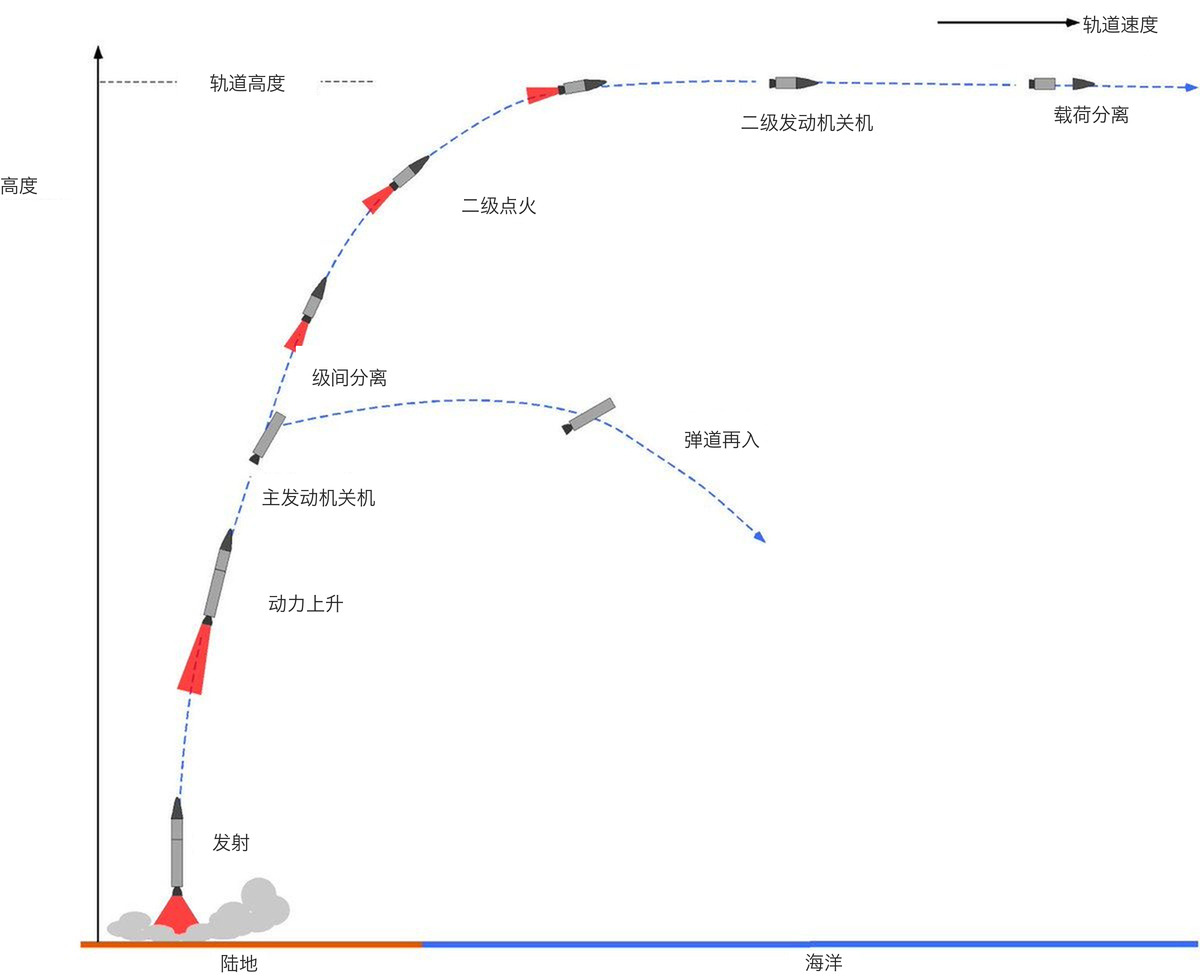 轨道速度
轨道高度
二级发动机关机
载荷分离
高度
二级点火
级间分离
弹道再入
主发动机关机
动力上升
发射
陆地
海洋